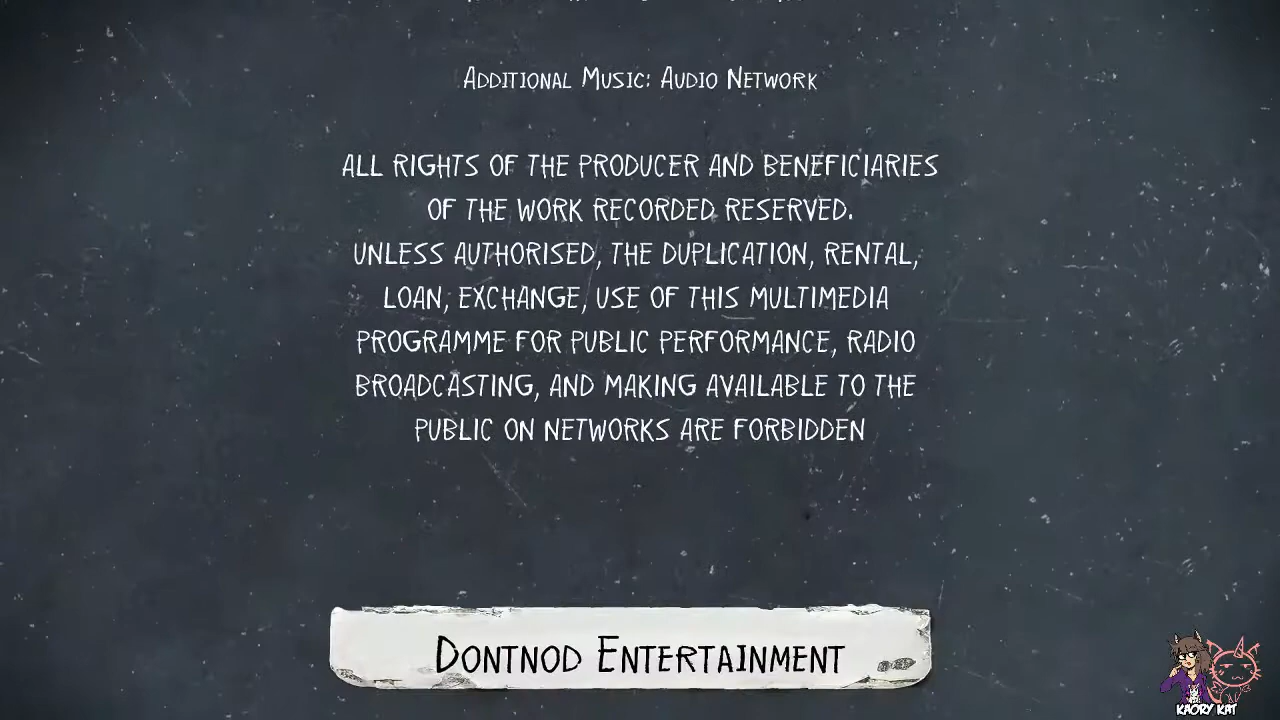 Additional Music: Audio Network
ALL RIGHTS OF THE PRODUCER AND BENEFICIARIES
OF THE WORK RECORDED RESERVED.
UNLESS AUTHORISED, THE DUPLICATION, RENTAL,
LOAN, EXCHANGE, USE OF THIS MULTIMEDIA
PROGRAMME FOR PUBLIC PERFORMANCE, RADIO
BROADCASTING, AND MAKING AVAILABLE TO THE
PUBLIC ON NETWORKS ARE FORBIDDEN
Dontnod Entertainment
KAORY KAT